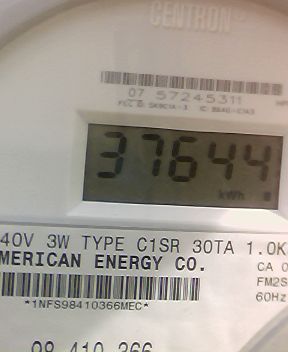 CENTRON
07 57245311
37644
kWh
40V 3W TYPE C1SR 30TA 1.0K
MERICAN ENERGY CO.
CA 0
FM2S
60Hz
*1NFS98410366MEC*
98 410 366